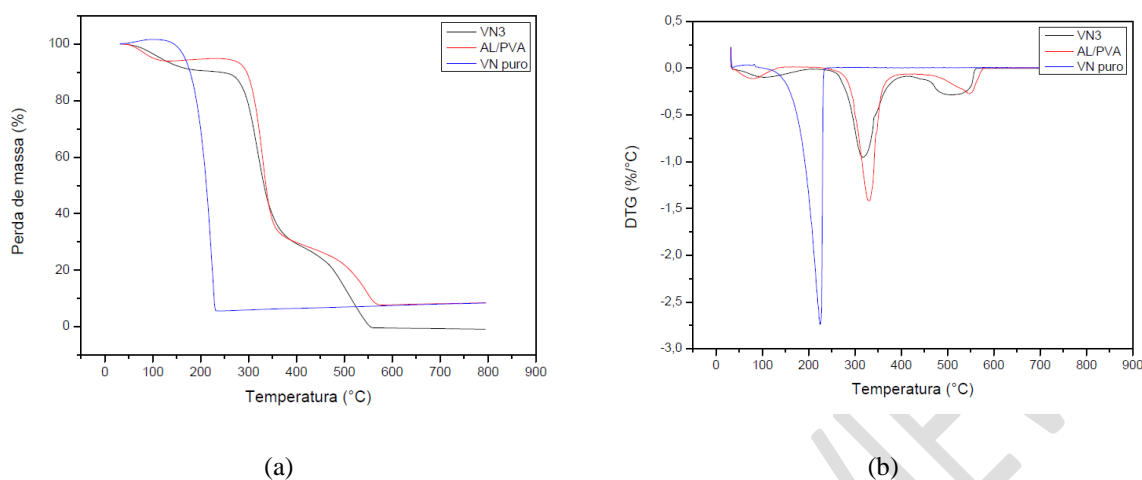 VN3
AL/PVA
VN puro
Perda de massa (%)
100
80
60
40
20
0
0
100
200
300
400
500
600
700
800
900
Temperatura (°C)
(a)
VN3
AL/PVA
VN puro
DTG (%/°C)
0,5
0,0
-0,5
-1,0
-1,5
-2,0
-2,5
-3,0
0
100
200
300
400
500
600
700
800
900
Temperatura (°C)
(b)